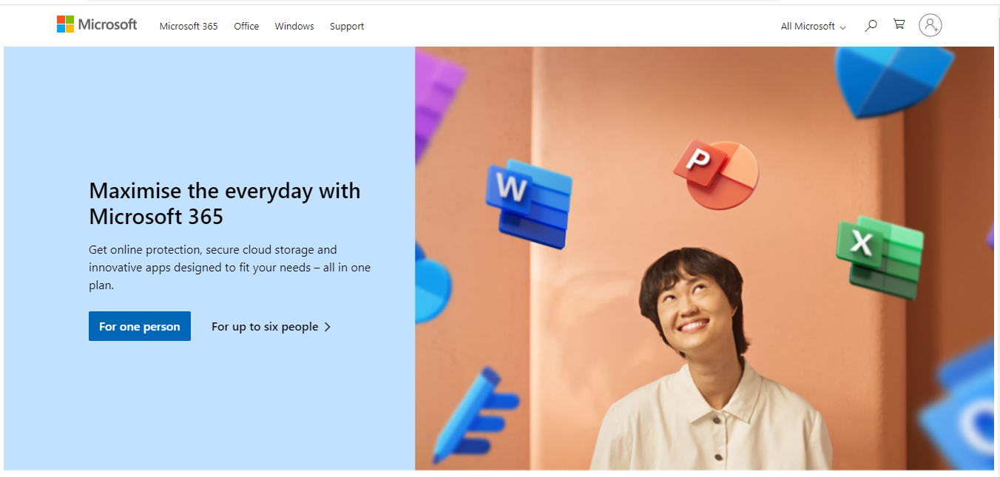 Microsoft
Microsoft 365
Office
Windows
Support
All Microsoft
Maximise the everyday with
Microsoft 365
Get online protection, secure cloud storage and
innovative apps designed to fit your needs – all in one
plan.
For one person
For up to six people
W
P
X